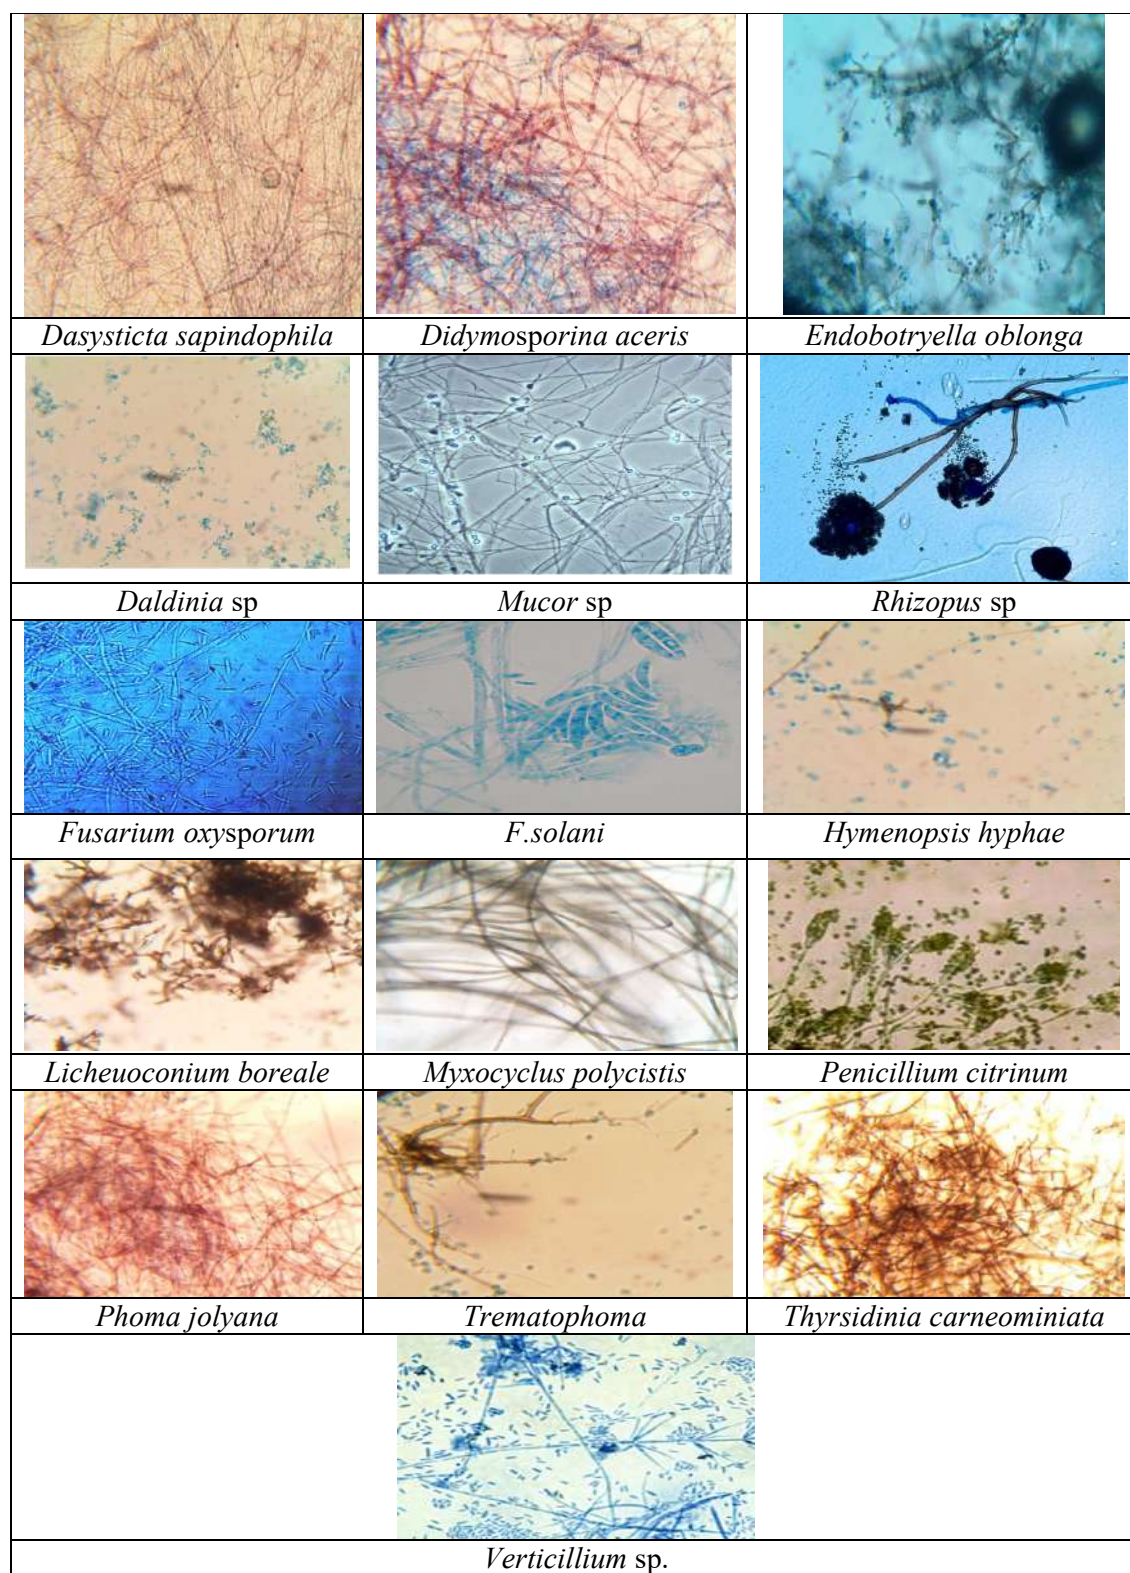 Dasysticta sapindophila
Didymosporina aceris
Endobotryella oblonga
Daldinia sp
Mucor sp
Rhizopus sp
Fusarium oxysporum
F.solani
Hymenopsis hyphae
Licheuoconium boreale
Myxocyclus polycistis
Penicillium citrinum
Phoma jolyana
Trematophoma
Thyrsidinia carneominiata
Verticillium sp.